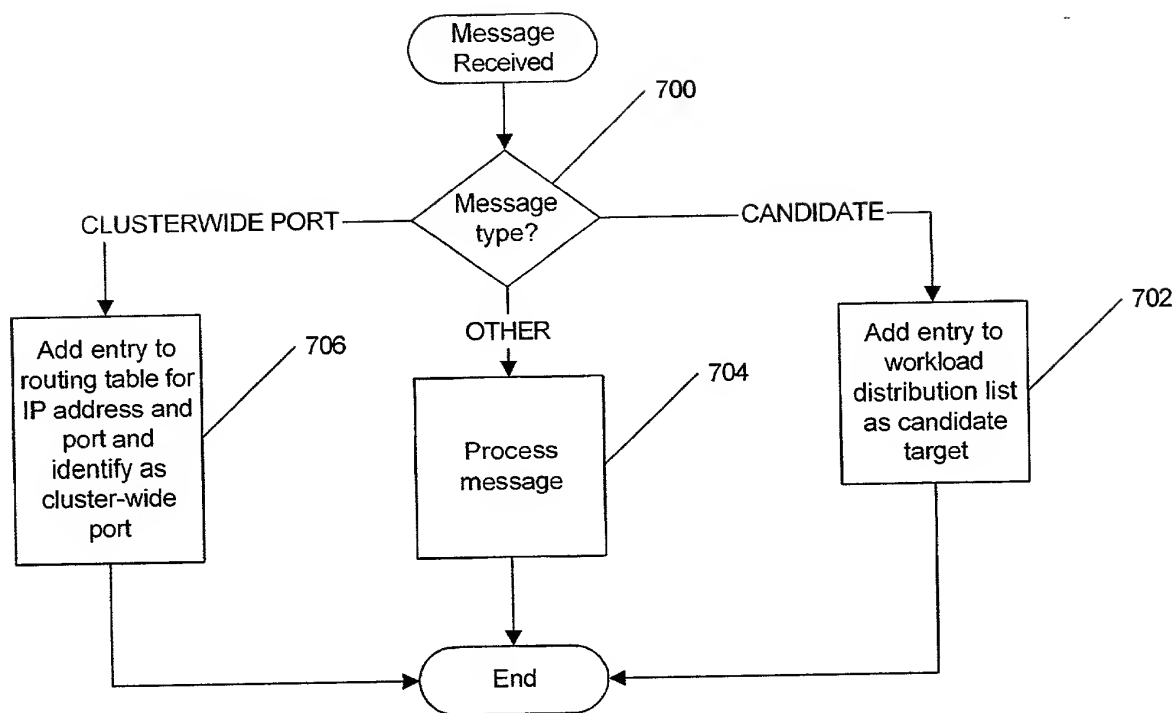 Message
Received
700
Message
type?
CLUSTERWIDE PORT
CANDIDATE
OTHER
702
706
704
Add entry to
routing table for
IP address and
port and
identify as
cluster-wide
port
Process
message
Add entry to
workload
distribution list
as candidate
target
End